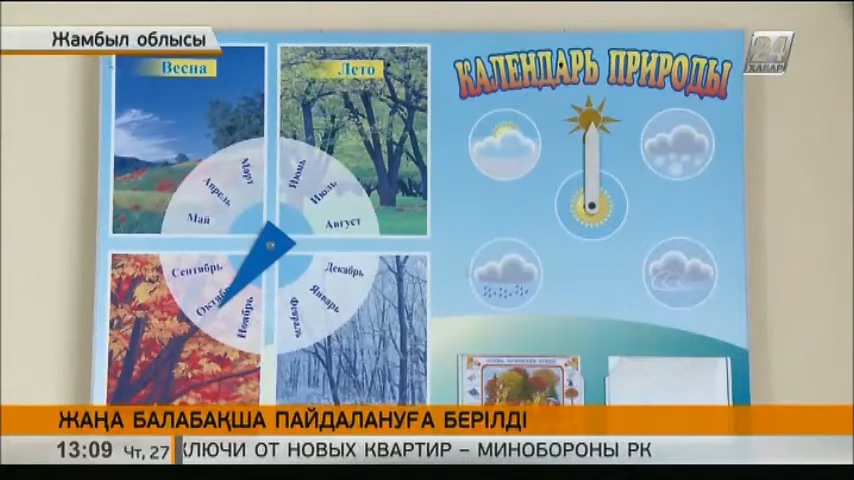 Жамбыл облысы
24
ХАБАР
Весна
Лето
КАЛЕНДАРЬ ПРИРОДЫ
Март
Апрель
Май
Июнь
Июль
Август
Сентябрь
Октябрь
Ноябрь
Декабрь
Январь
Февраль
ЖАҢА БАЛАБАҚША ПАЙДАЛАНУҒА БЕРІЛДІ
13:09 Чт, 27 КЛЮЧИ ОТ НОВЫХ КВАРТИР – МИНОБОРОНЫ РК